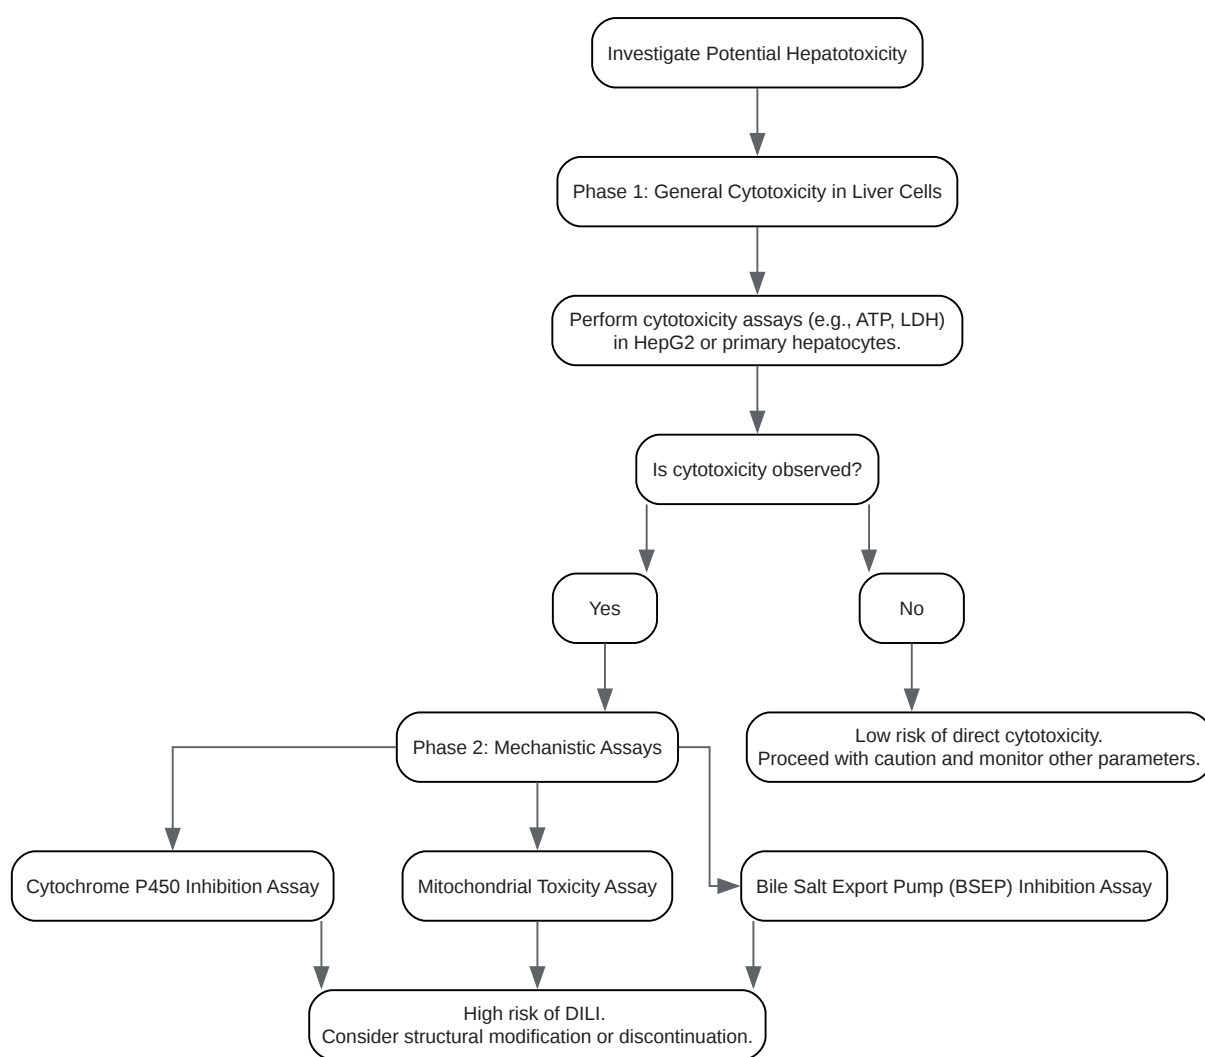 Investigate Potential Hepatotoxicity
Phase 1: General Cytotoxicity in Liver Cells
Perform cytotoxicity assays (e.g., ATP, LDH)
in HepG2 or primary hepatocytes.
Is cytotoxicity observed?
Yes
No
Phase 2: Mechanistic Assays
Low risk of direct cytotoxicity.
Proceed with caution and monitor other parameters.
Cytochrome P450 Inhibition Assay
Mitochondrial Toxicity Assay
Bile Salt Export Pump (BSEP) Inhibition Assay
High risk of DILI.
Consider structural modification or discontinuation.